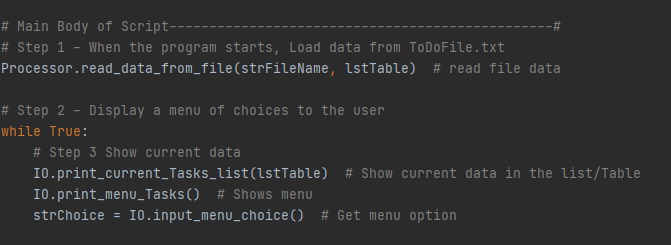 # Main Body of Script------------------------------------------------#
# Step 1 – When the program starts, Load data from ToDoFile.txt
Processor.read_data_from_file(strFileName, lstTable)  # read file data
# Step 2 – Display a menu of choices to the user
while True:
    # Step 3 Show current data
    IO.print_current_Tasks_list(lstTable)  # Show current data in the list/Table
    IO.print_menu_Tasks()  # Shows menu
    strChoice = IO.input_menu_choice()  # Get menu option